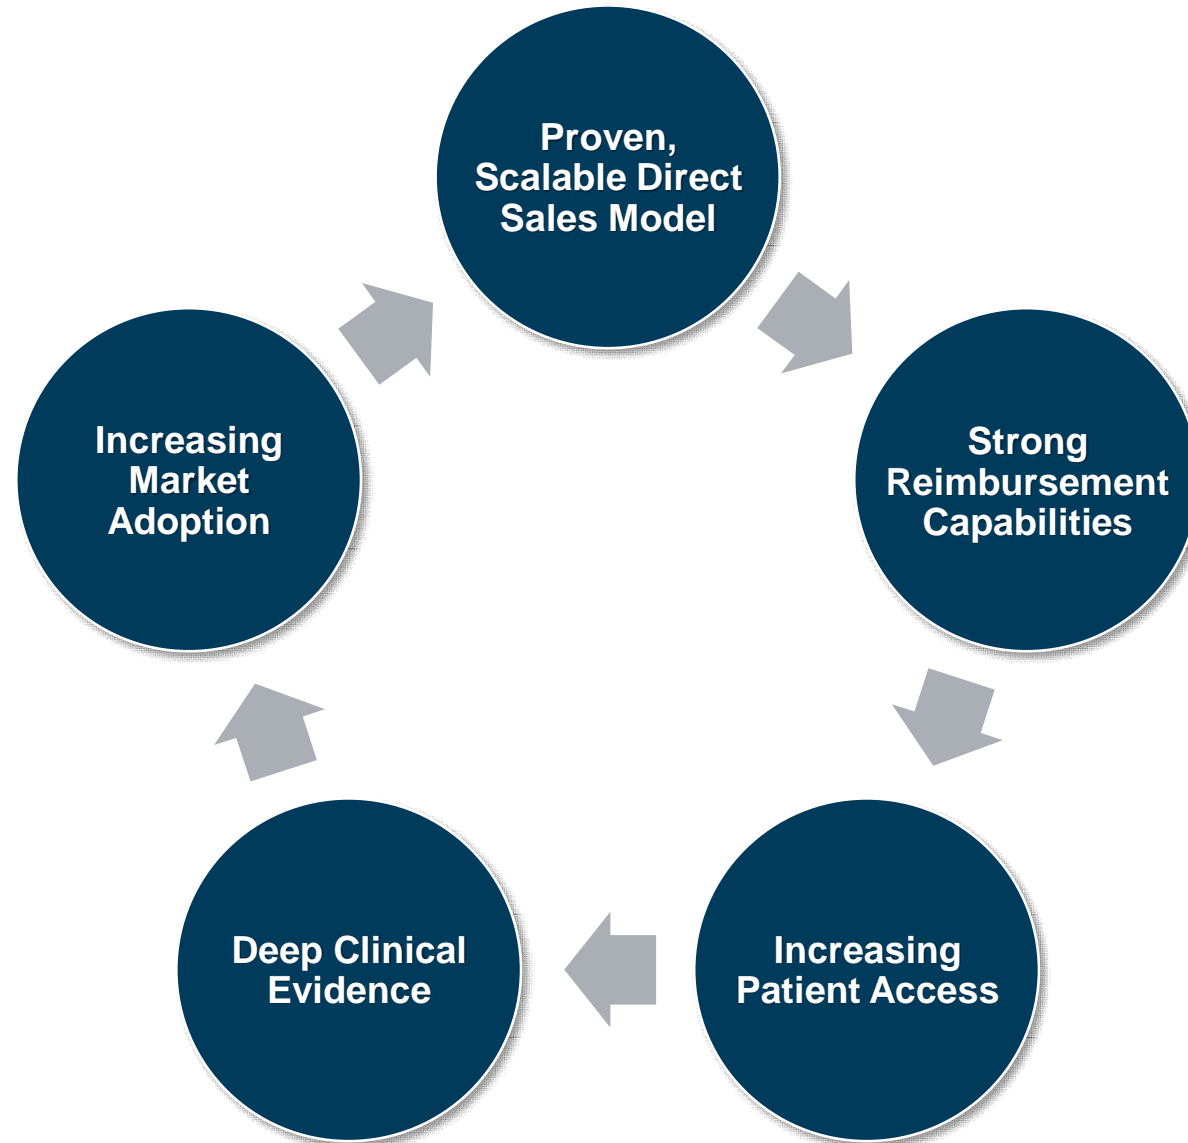 Proven,
Scalable Direct
Sales Model
Strong
Reimbursement
Capabilities
Increasing
Patient Access
Deep Clinical
Evidence
Increasing
Market
Adoption